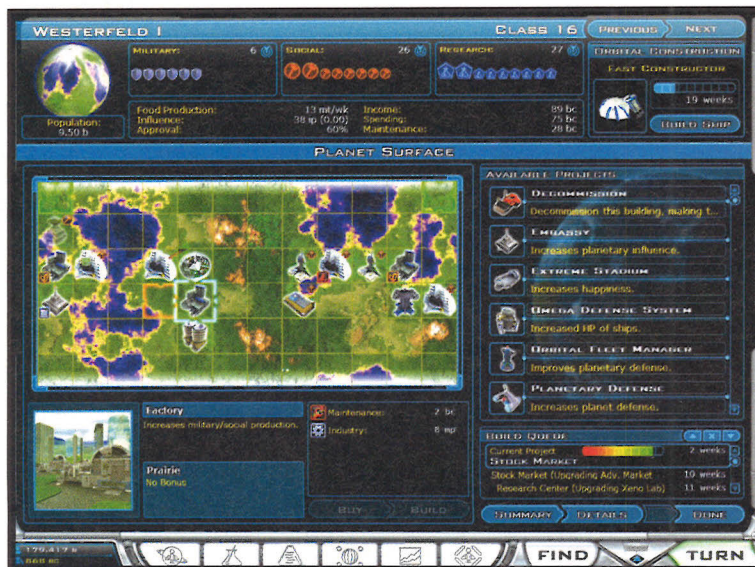 WESTERFELD I
CLASS 16
PREVIOUS
NEXT
MILITARY: 6
SOCIAL: 26
RESEARCH: 27
ORBITAL CONSTRUCTION
FAST CONSTRUCTOR
19 weeks
BUILD SHIP
Population:
9.50 b
Food Production: 13 mt/wk
Influence: 38 ip (0.00)
Approval: 60%
Income: 89 bc
Spending: 75 bc
Maintenance: 28 bc
PLANET SURFACE
AVAILABLE PROJECTS
DECOMMISSION
Decommission this building, making t...
EMBASSY
Increases planetary influence.
EXTREME STADIUM
Increases happiness.
OMEGA DEFENSE SYSTEM
Increased HP of ships.
ORBITAL FLEET MANAGER
Improves planetary defense.
PLANETARY DEFENSE
Increases planet defense.
Factory
Increases military/social production.
Prairie
No Bonus
Maintenance: 2 bc
Industry: 8 mp
BUY
BUILD
BUILD QUEUE
Current Project 2 weeks
STOCK MARKET
Stock Market (Upgrading Adv. Market 10 weeks
Research Center (Upgrading Xeno Lab) 11 weeks
SUMMARY
DETAILS
DONE
FIND
TURN